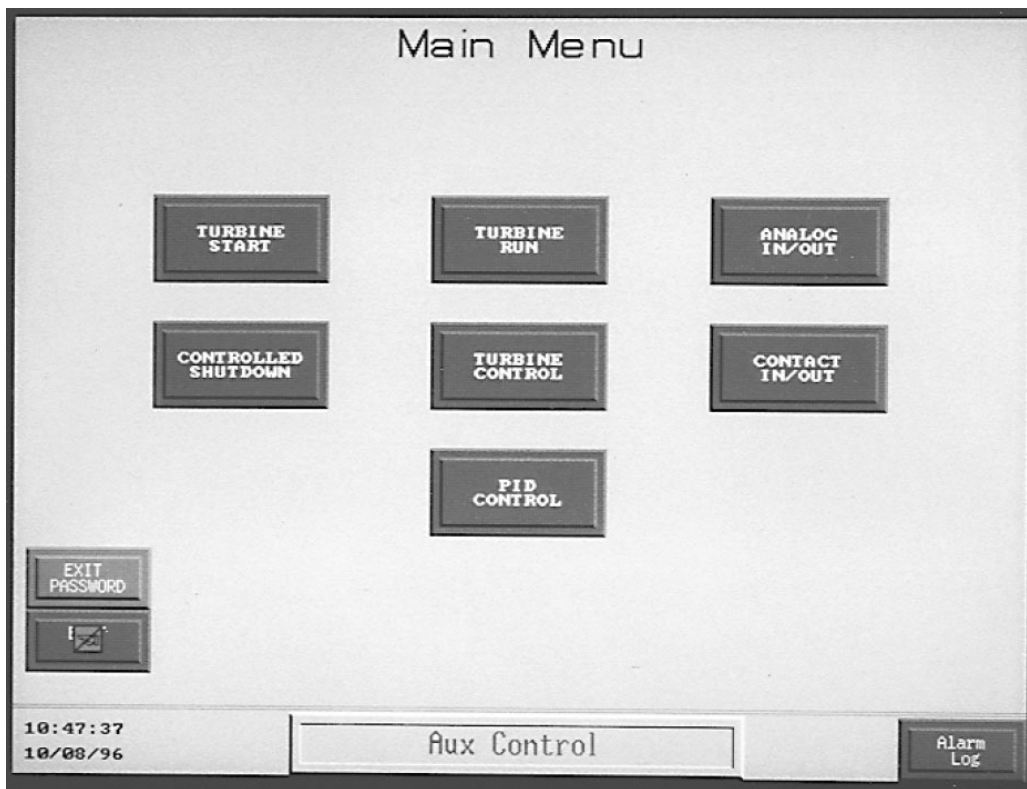 Main Menu
TURBINE
START
TURBINE
RUN
ANALOG
IN/OUT
CONTROLLED
SHUTDOWN
TURBINE
CONTROL
CONTACT
IN/OUT
PID
CONTROL
EXIT
PASSWORD
10:47:37
10/08/96
Aux Control
Alarm
Log